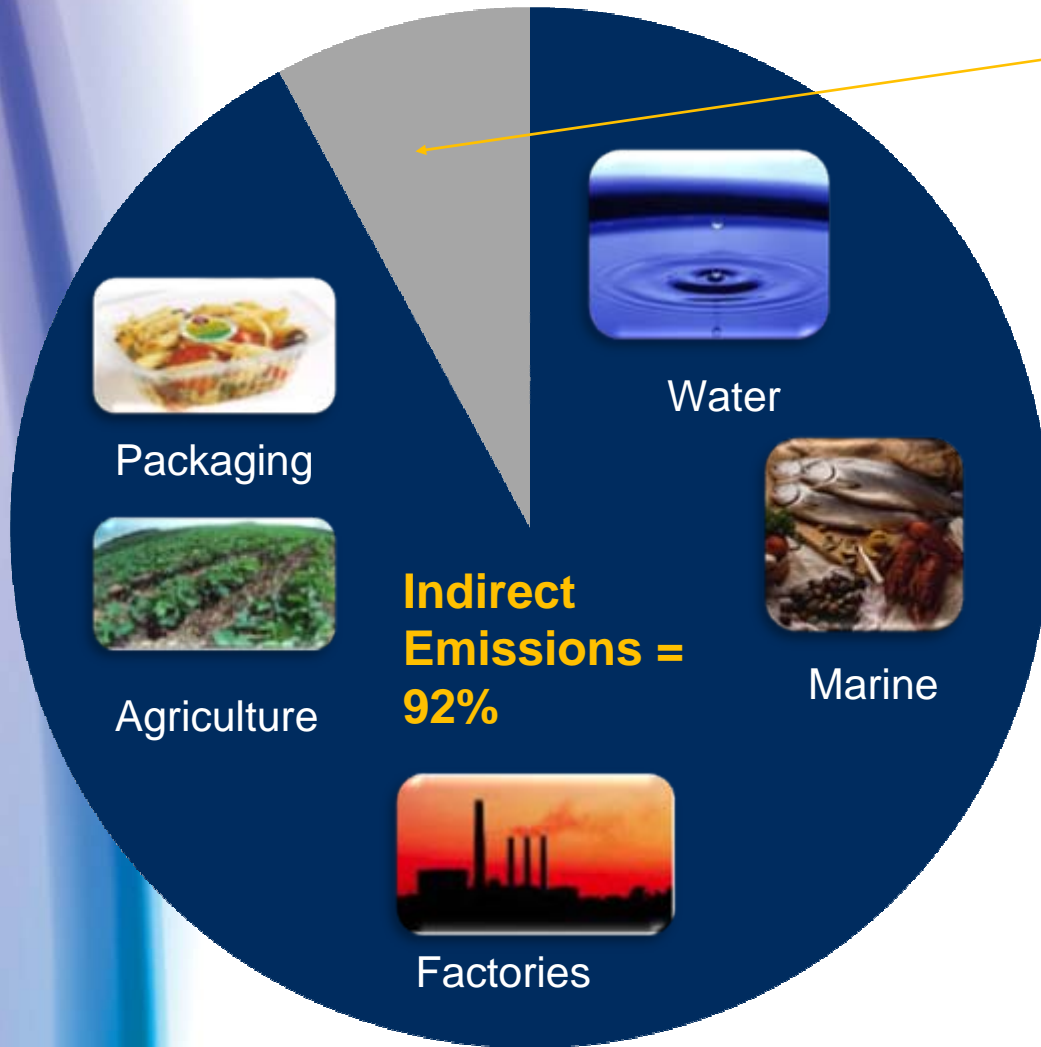 Water
Packaging
Marine
Agriculture
Indirect
Emissions =
92%
Factories